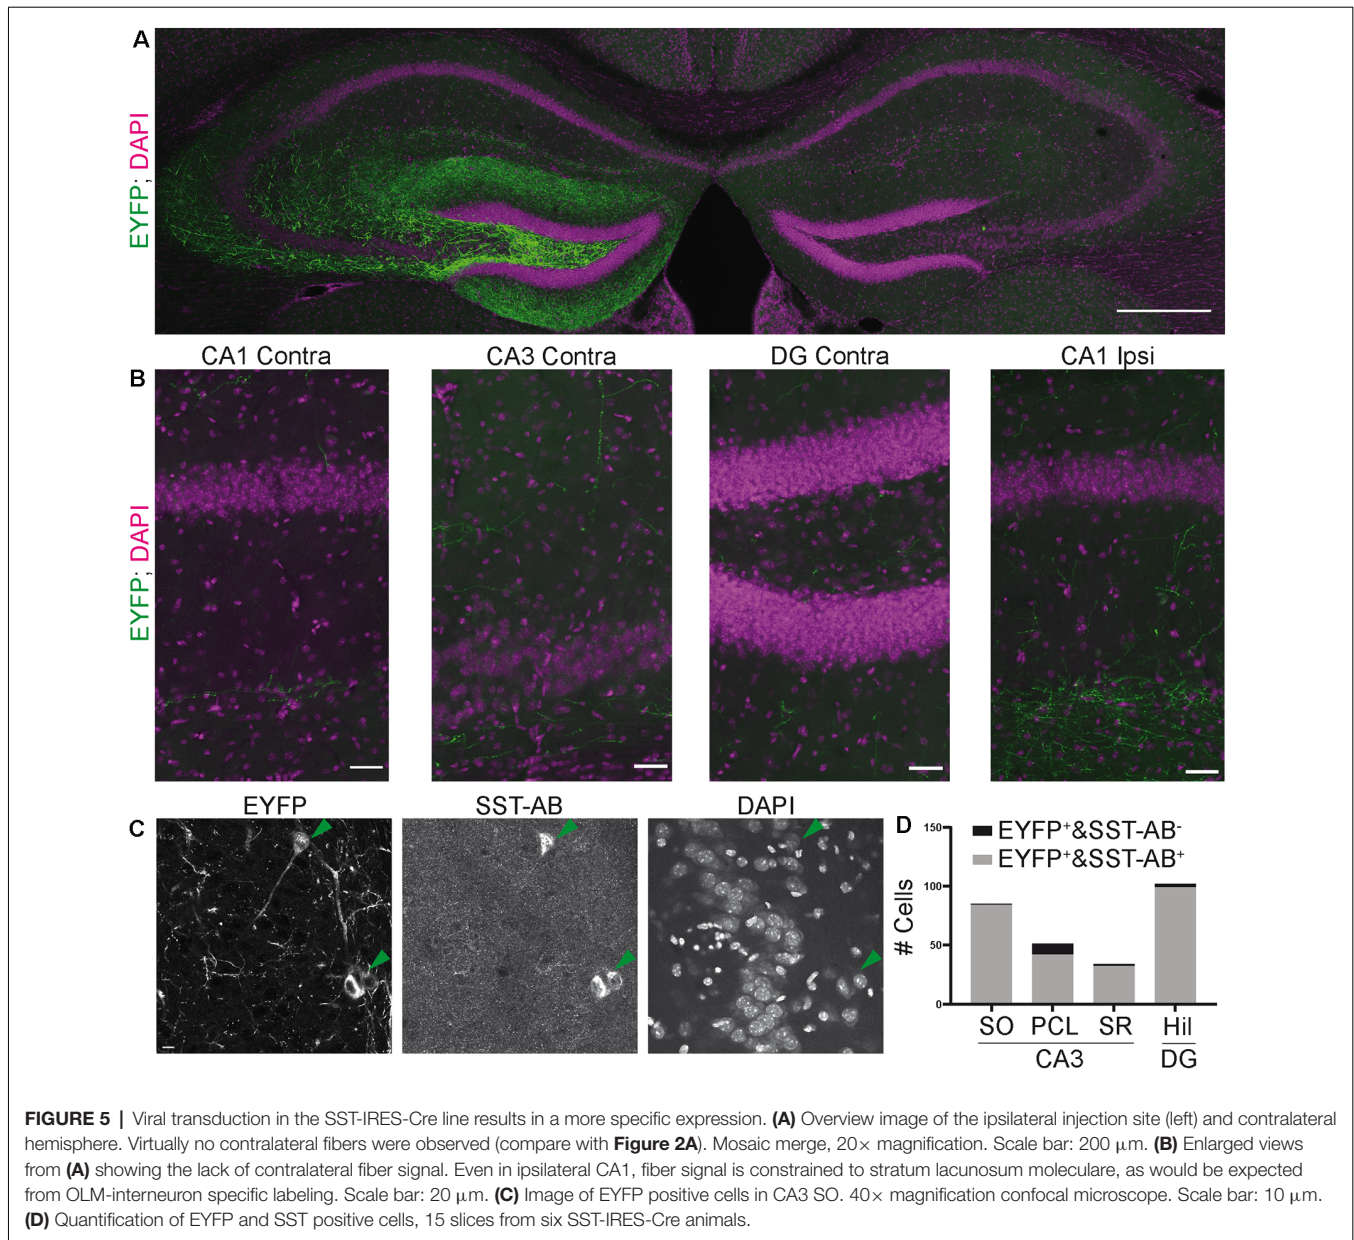 A
EYFP; DAPI
CA1 Contra
CA3 Contra
DG Contra
CA1 Ipsi
B
EYFP; DAPI
EYFP
SST-AB
DAPI
C
D
EYFP⁺&SST-AB⁻
EYFP⁺&SST-AB⁺
# Cells
150
100
50
0
SO PCL SR Hil
CA3 DG
FIGURE 5 | Viral transduction in the SST-IRES-Cre line results in a more specific expression. (A) Overview image of the ipsilateral injection site (left) and contralateral
hemisphere. Virtually no contralateral fibers were observed (compare with Figure 2A). Mosaic merge, 20× magnification. Scale bar: 200 μm. (B) Enlarged views
from (A) showing the lack of contralateral fiber signal. Even in ipsilateral CA1, fiber signal is constrained to stratum lacunosum moleculare, as would be expected
from OLM-interneuron specific labeling. Scale bar: 20 μm. (C) Image of EYFP positive cells in CA3 SO. 40× magnification confocal microscope. Scale bar: 10 μm.
(D) Quantification of EYFP and SST positive cells, 15 slices from six SST-IRES-Cre animals.